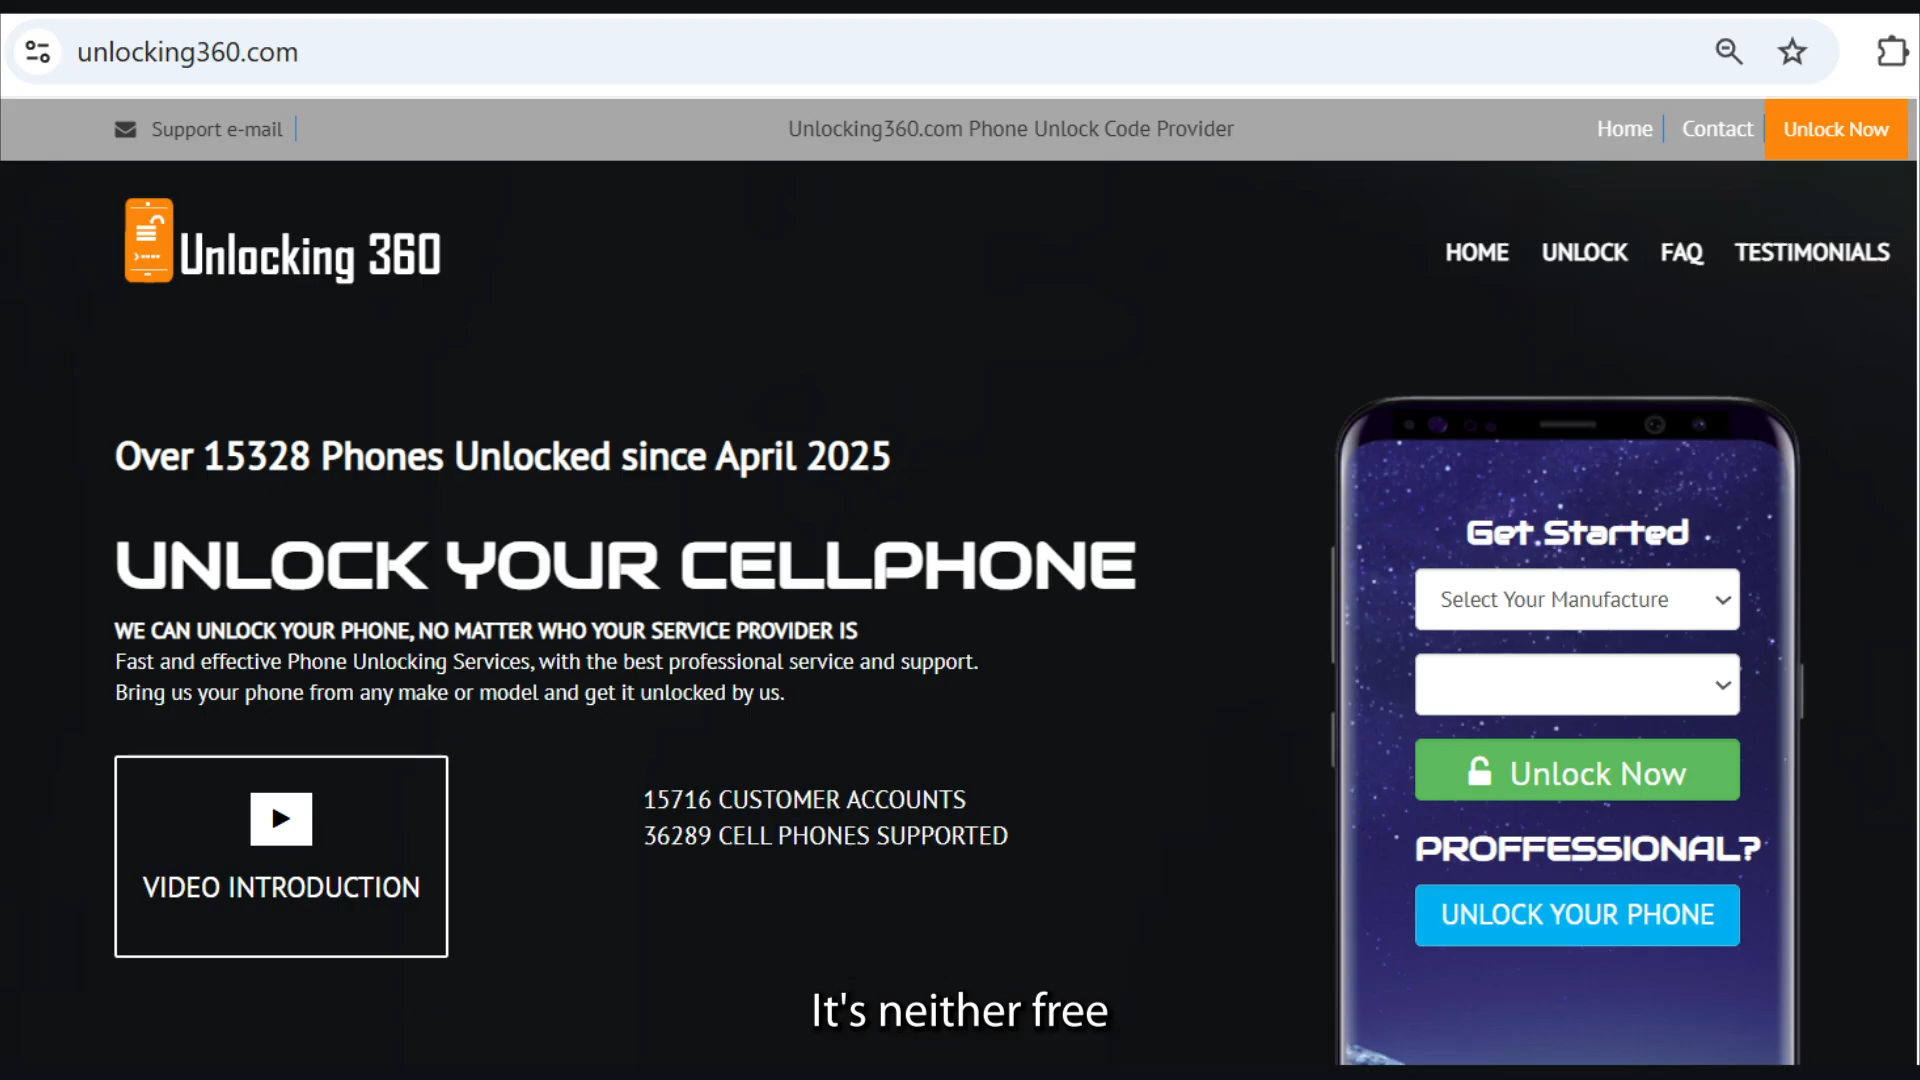 unlocking360.com
Support e-mail
Unlocking360.com Phone Unlock Code Provider
Home
Contact
Unlock Now
Unlocking 360
HOME
UNLOCK
FAQ
TESTIMONIALS
Over 15328 Phones Unlocked since April 2025
UNLOCK YOUR CELLPHONE
WE CAN UNLOCK YOUR PHONE, NO MATTER WHO YOUR SERVICE PROVIDER IS
Fast and effective Phone Unlocking Services, with the best professional service and support.
Bring us your phone from any make or model and get it unlocked by us.
VIDEO INTRODUCTION
15716 CUSTOMER ACCOUNTS
36289 CELL PHONES SUPPORTED
Get Started
Select Your Manufacture
Unlock Now
PROFFESSIONAL?
UNLOCK YOUR PHONE
It's neither free